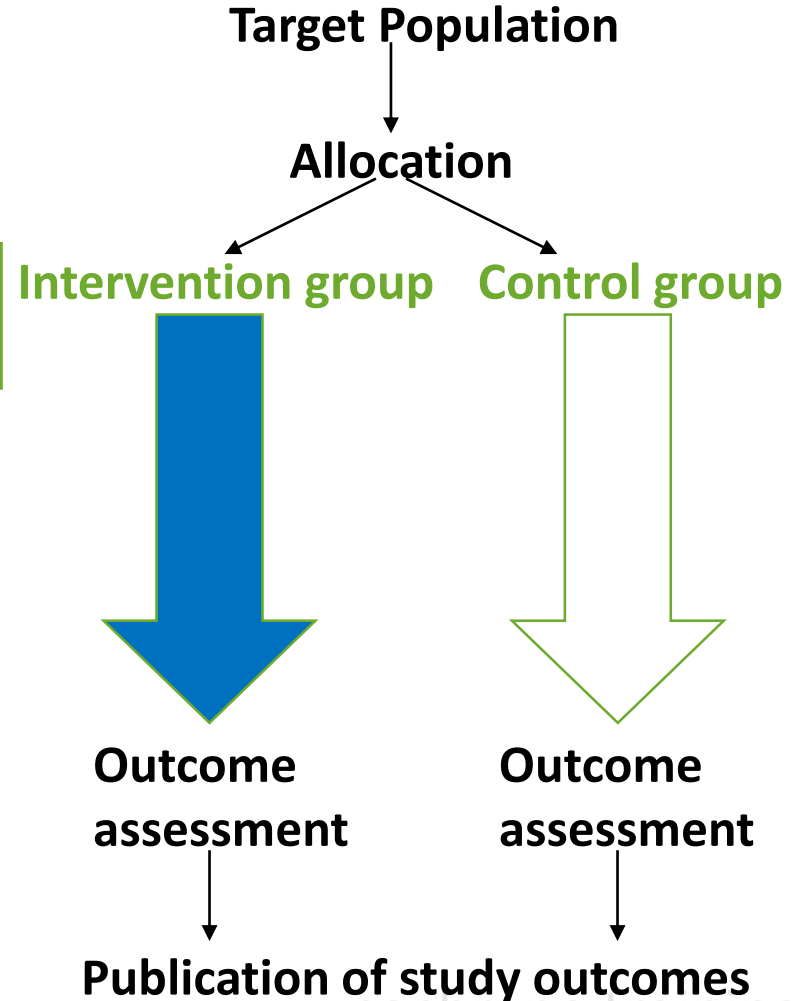 Target Population
Allocation
Intervention group
Control group
Outcome
assessment
Outcome
assessment
Publication of study outcomes